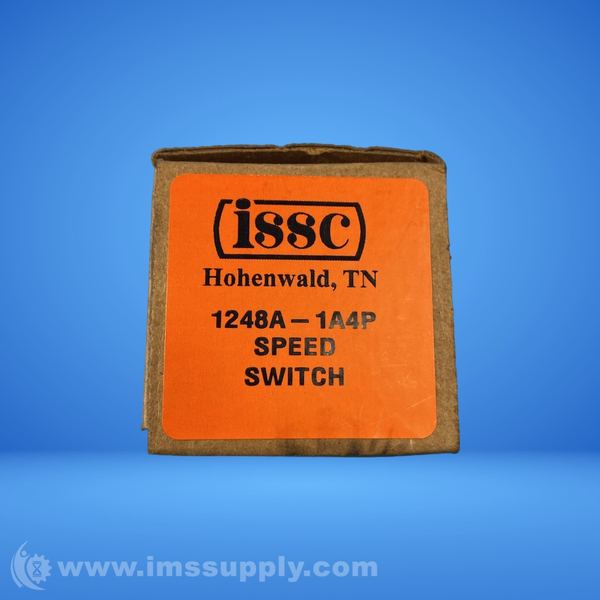 issc
Hohenwald, TN
1248A – 1A4P
SPEED
SWITCH
www.imssupply.com